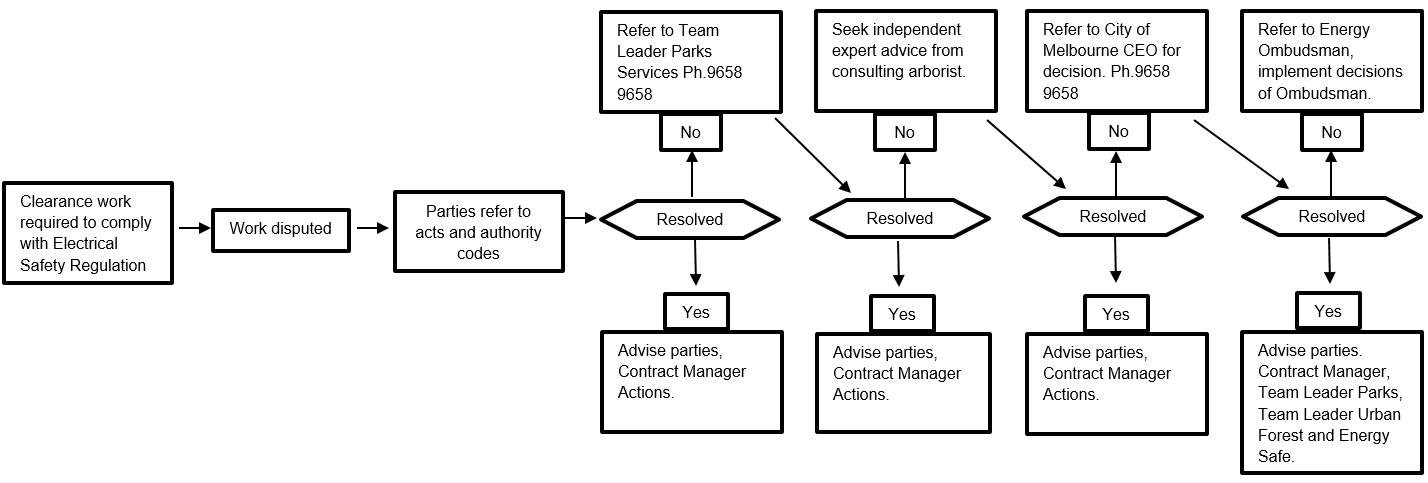 Clearance work
required to comply
with Electrical
Safety Regulation
Work disputed
Parties refer to
acts and authority
codes
Refer to Team
Leader Parks
Services Ph.9658
9658
No
Resolved
Yes
Advise parties,
Contract Manager
Actions.
Seek independent
expert advice from
consulting arborist.
No
Resolved
Yes
Advise parties,
Contract Manager
Actions.
Refer to City of
Melbourne CEO for
decision. Ph.9658
9658
No
Resolved
Yes
Advise parties,
Contract Manager
Actions.
Refer to Energy
Ombudsman,
implement decisions
of Ombudsman.
No
Resolved
Yes
Advise parties.
Contract Manager,
Team Leader Parks,
Team Leader Urban
Forest and Energy
Safe.